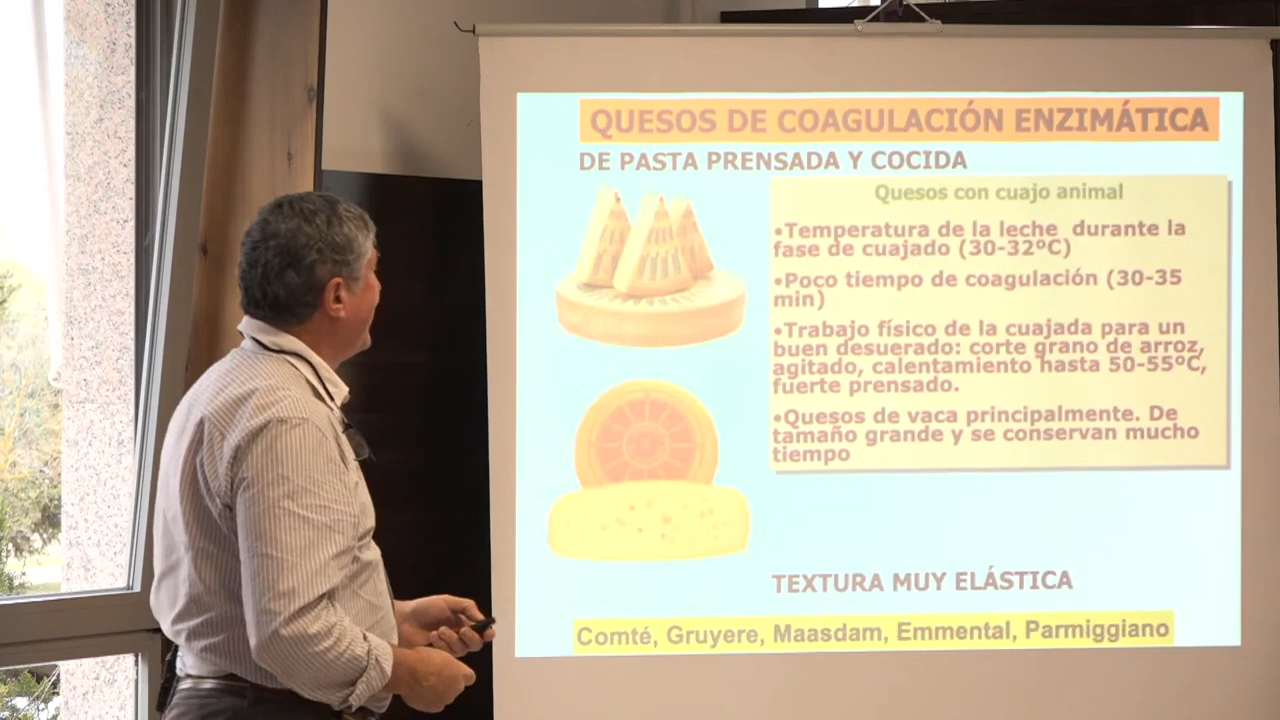 QUESOS DE COAGULACIÓN ENZIMÁTICA
DE PASTA PRENSADA Y COCIDA
Quesos con cuajo animal
•Temperatura de la leche durante la
fase de cuajado (30-32ºC)
•Poco tiempo de coagulación (30-35
min)
•Trabajo físico de la cuajada para un
buen desuerado: corte grano de arroz,
agitado, calentamiento hasta 50-55ºC,
fuerte prensado.
•Quesos de vaca principalmente. De
tamaño grande y se conservan mucho
tiempo
TEXTURA MUY ELÁSTICA
Comté, Gruyere, Maasdam, Emmental, Parmiggiano